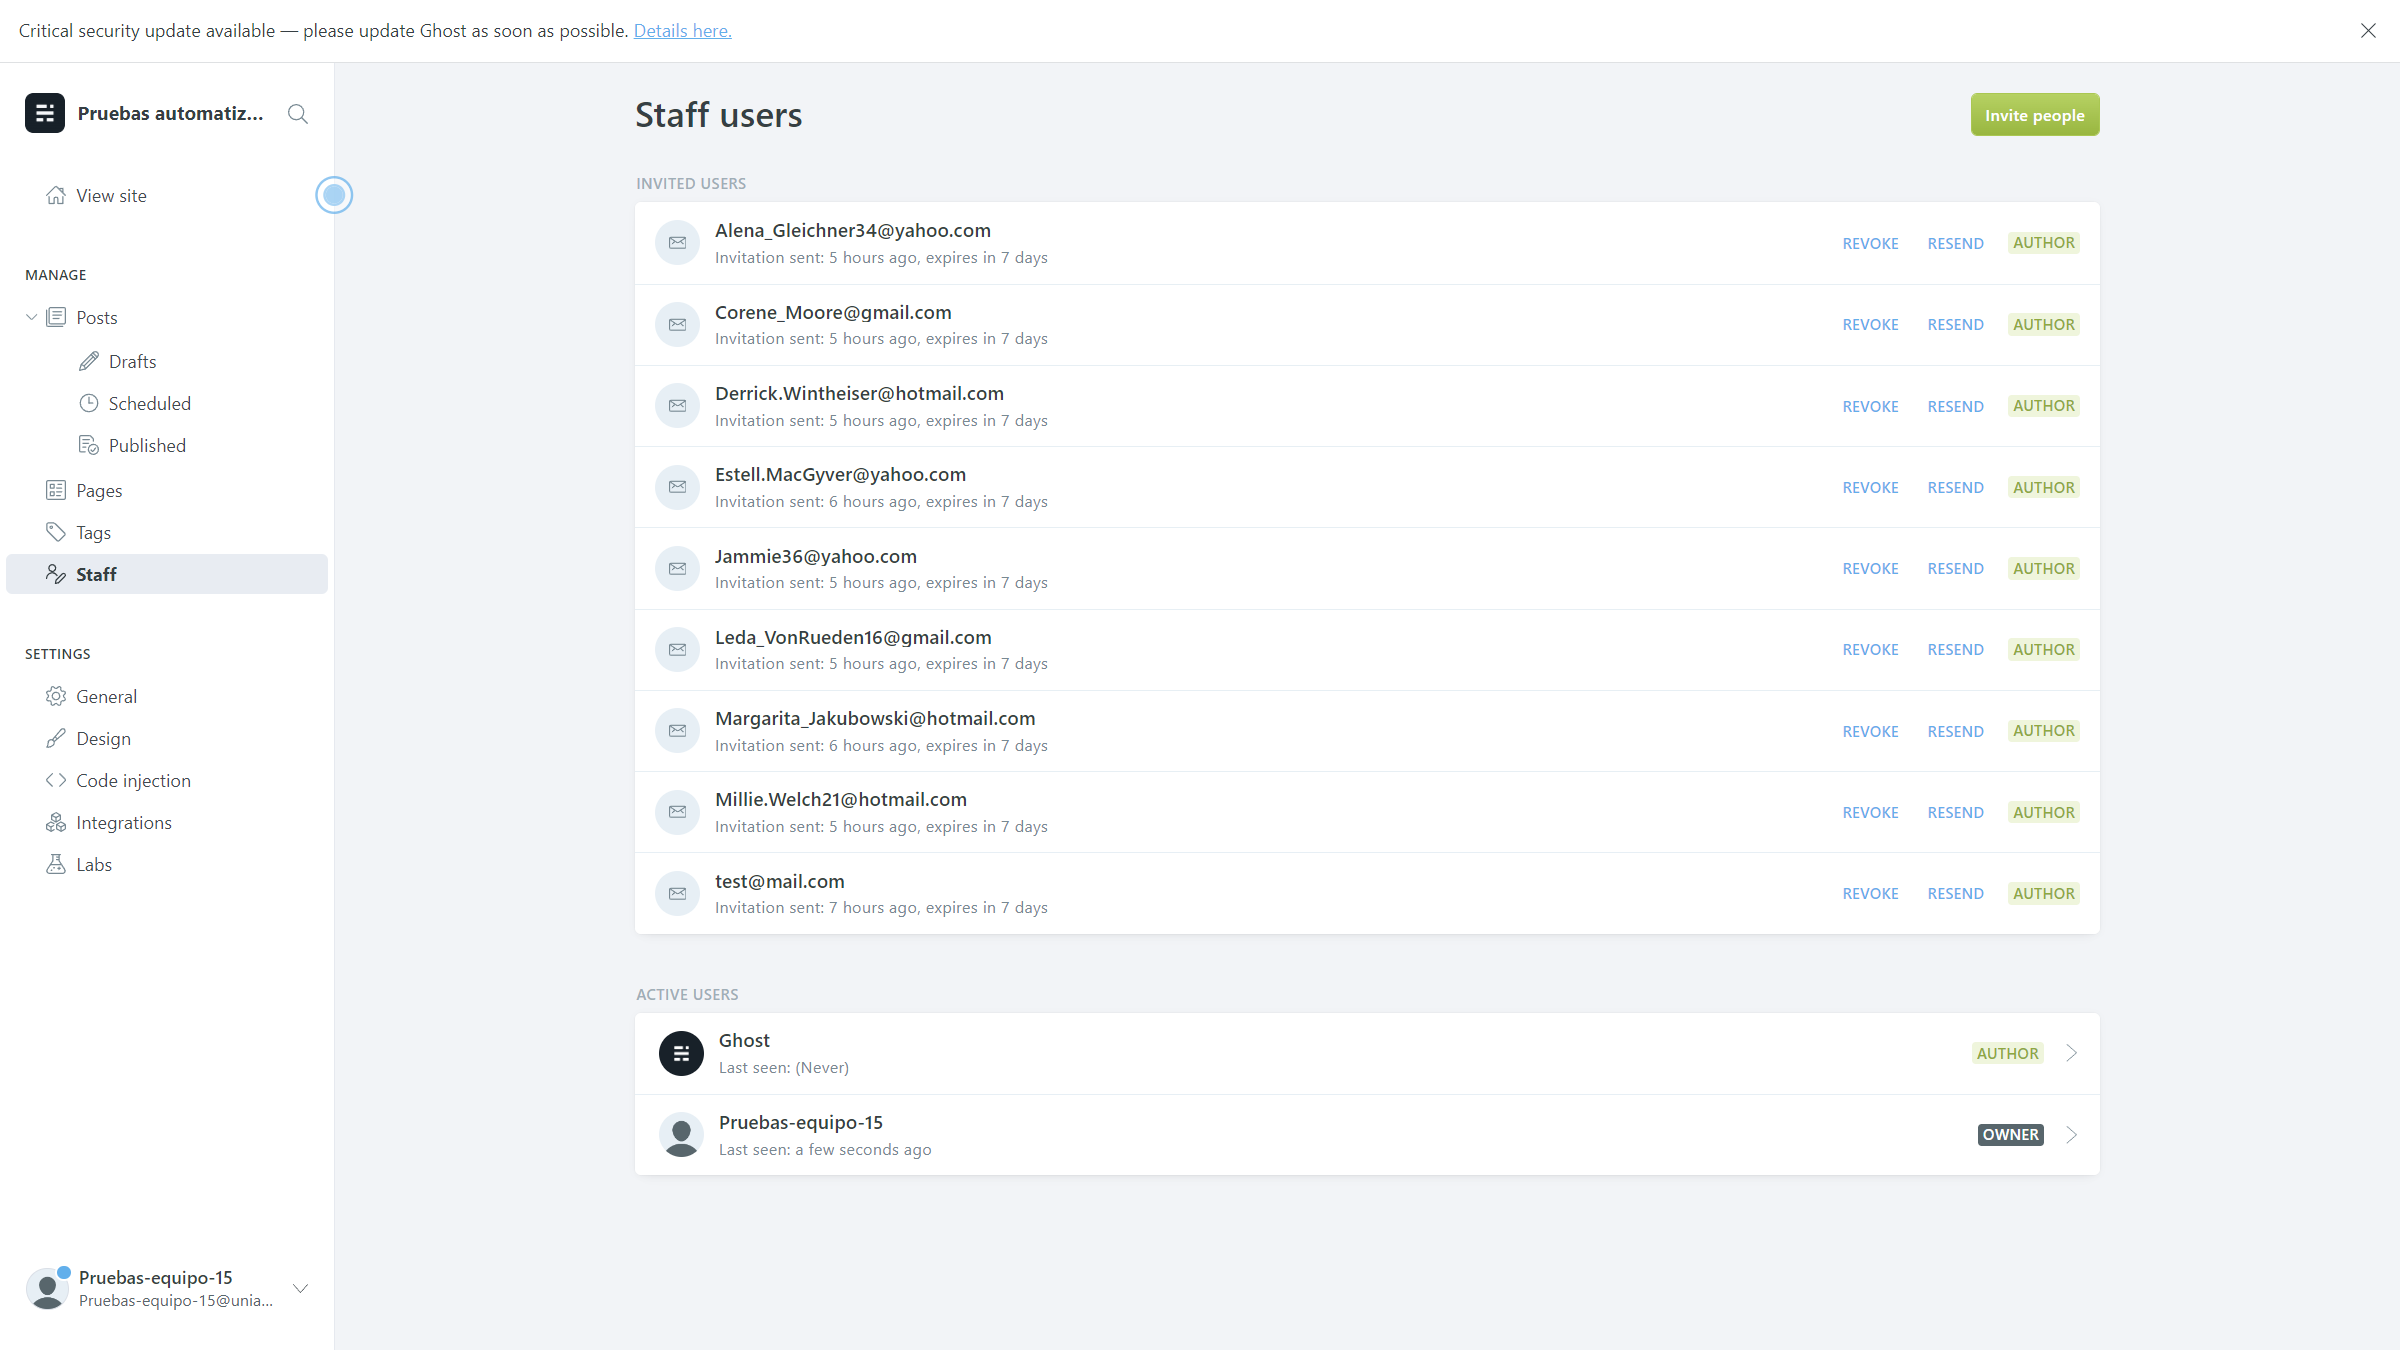 Critical security update available — please update Ghost as soon as possible. Details here.
Pruebas automatiz...
View site
MANAGE
Posts
Drafts
Scheduled
Published
Pages
Tags
Staff
SETTINGS
General
Design
Code injection
Integrations
Labs
Pruebas-equipo-15
Pruebas-equipo-15@unia...
Staff users
Invite people
INVITED USERS
Alena_Gleichner34@yahoo.com
Invitation sent: 5 hours ago, expires in 7 days
REVOKE RESEND AUTHOR
Corene_Moore@gmail.com
Invitation sent: 5 hours ago, expires in 7 days
REVOKE RESEND AUTHOR
Derrick.Wintheiser@hotmail.com
Invitation sent: 5 hours ago, expires in 7 days
REVOKE RESEND AUTHOR
Estell.MacGyver@yahoo.com
Invitation sent: 6 hours ago, expires in 7 days
REVOKE RESEND AUTHOR
Jammie36@yahoo.com
Invitation sent: 5 hours ago, expires in 7 days
REVOKE RESEND AUTHOR
Leda_VonRueden16@gmail.com
Invitation sent: 5 hours ago, expires in 7 days
REVOKE RESEND AUTHOR
Margarita_Jakubowski@hotmail.com
Invitation sent: 6 hours ago, expires in 7 days
REVOKE RESEND AUTHOR
Millie.Welch21@hotmail.com
Invitation sent: 5 hours ago, expires in 7 days
REVOKE RESEND AUTHOR
test@mail.com
Invitation sent: 7 hours ago, expires in 7 days
REVOKE RESEND AUTHOR
ACTIVE USERS
Ghost
Last seen: (Never)
AUTHOR
Pruebas-equipo-15
Last seen: a few seconds ago
OWNER